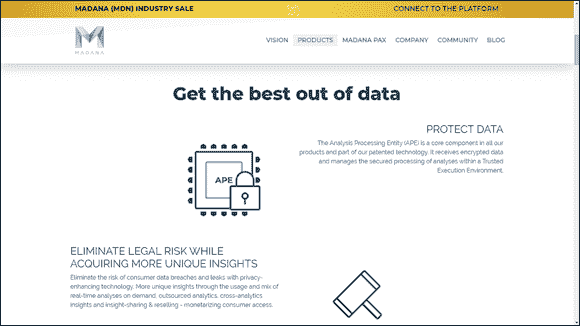 MADANA (MDN) INDUSTRY SALE
CONNECT TO THE PLATFORM
MADANA
VISION PRODUCTS MADANA PAX COMPANY COMMUNITY BLOG
Get the best out of data
PROTECT DATA
The Analysis Processing Entity (APE) is a core component in all our
products and part of our patented technology. It receives encrypted data
and manages the secured processing of analyses within a Trusted
Execution Environment.
APE
ELIMINATE LEGAL RISK WHILE
ACQUIRING MORE UNIQUE INSIGHTS
Eliminate the risk of consumer data breaches and leaks with privacy-
enhancing technology. More unique insights through the usage and mix of
real-time analyses on demand, outsourced analytics, cross-analytics
insights and insight-sharing & reselling - monetarizing consumer access.